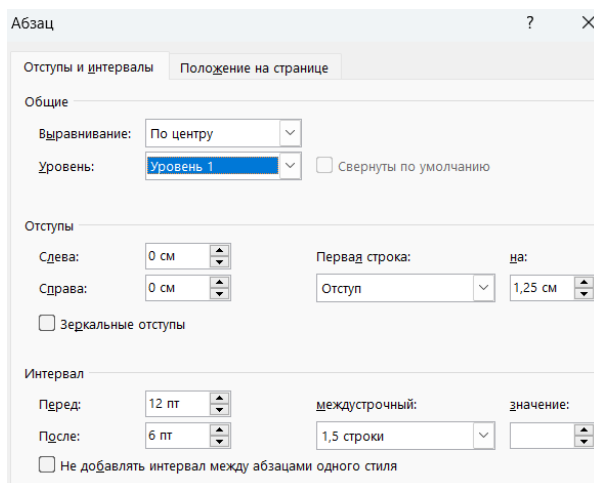 Абзац ?
Отступы и интервалы Положение на странице
Общие
Выравнивание: По центру
Уровень: Уровень 1 Свернуты по умолчанию
Отступы
Слева: 0 см Первая строка: на:
Справа: 0 см Отступ 1,25 см
Зеркальные отступы
Интервал
Перед: 12 пт междустрочный: значение:
После: 6 пт 1,5 строки
Не добавлять интервал между абзацами одного стиля